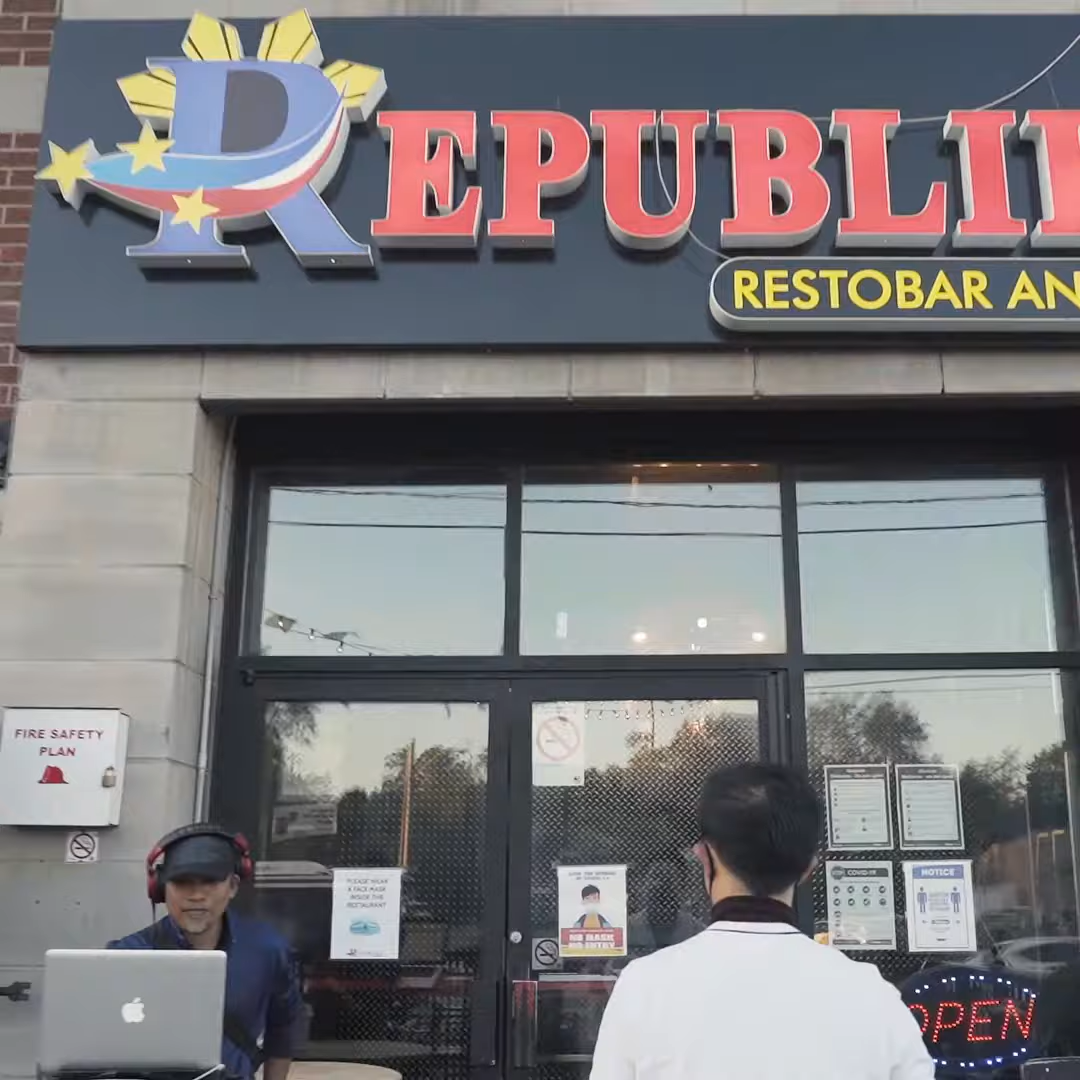 REPUBLI
RESTOBAR AN
FIRE SAFETY
PLAN
PLEASE WEAR
A FACE MASK
INSIDE THE
RESTAURANT
NO MASK
NO ENTRY
COVID-19
NOTICE
OPEN